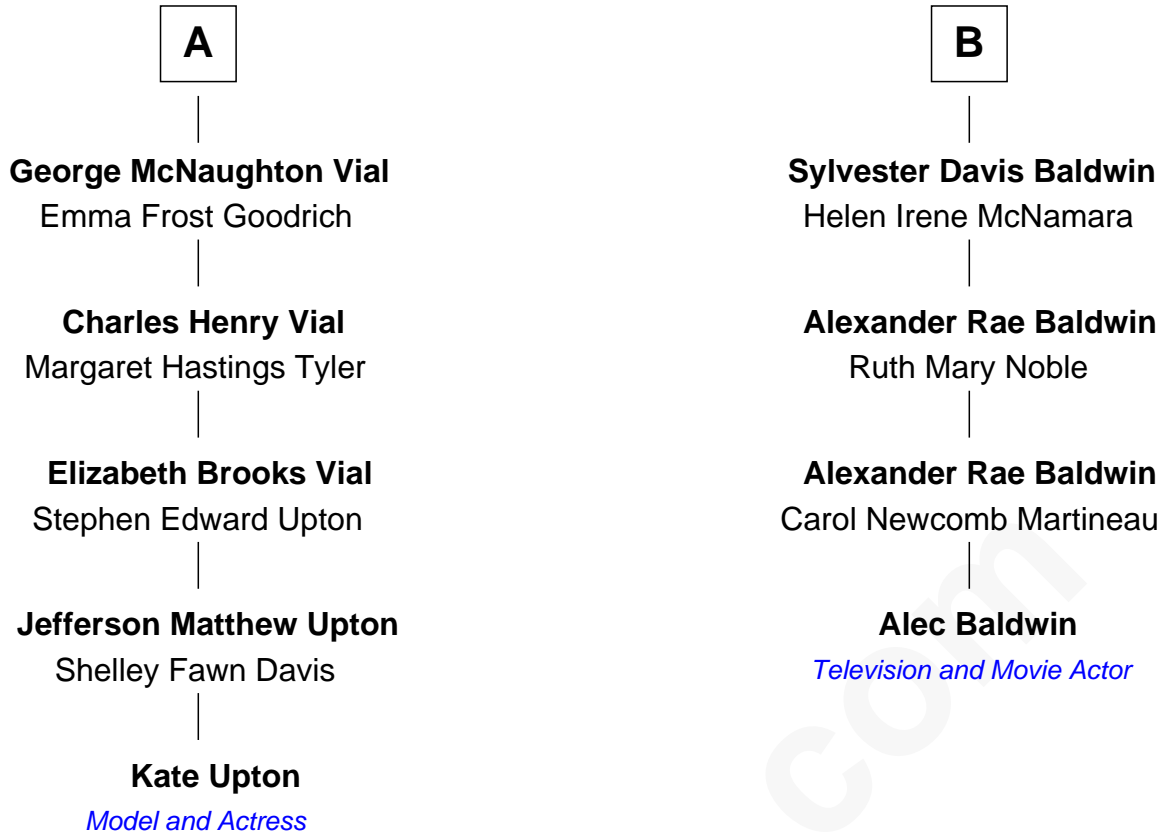 A
George McNaughton Vial
Emma Frost Goodrich
Charles Henry Vial
Margaret Hastings Tyler
Elizabeth Brooks Vial
Stephen Edward Upton
Jefferson Matthew Upton
Shelley Fawn Davis
Kate Upton
Model and Actress
B
Sylvester Davis Baldwin
Helen Irene McNamara
Alexander Rae Baldwin
Ruth Mary Noble
Alexander Rae Baldwin
Carol Newcomb Martineau
Alec Baldwin
Television and Movie Actor
com